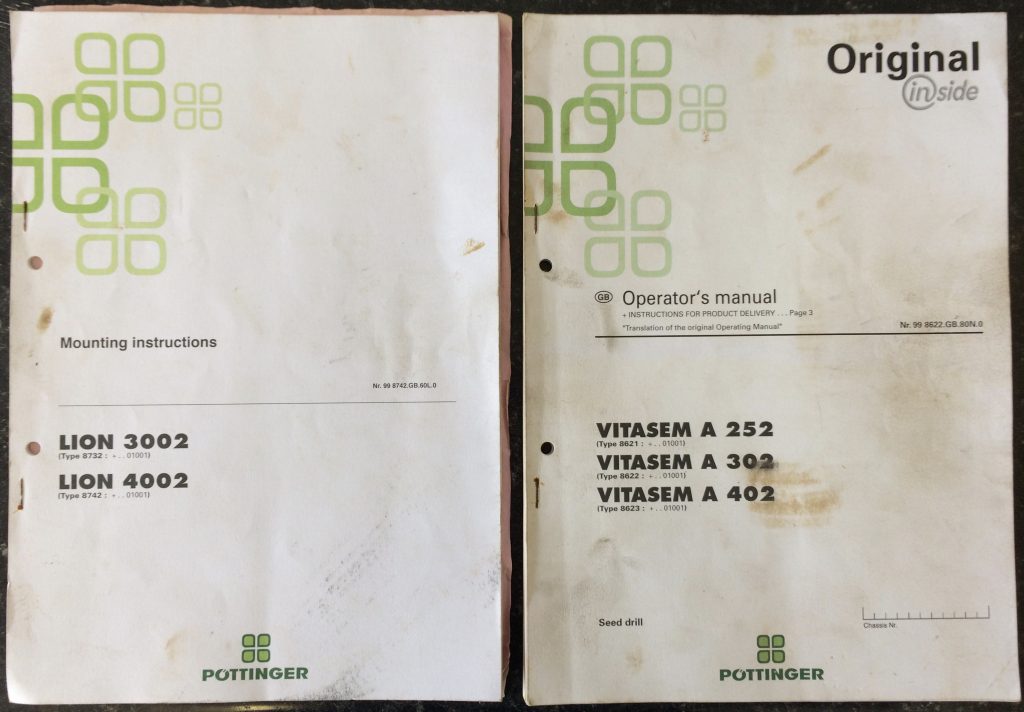 Mounting instructions
Nr. 99 8742.GB.60L.0
LION 3002
(Type 8732 : + . . 01001)
LION 4002
(Type 8742 : + . . 01001)
PÖTTINGER
Original
inside
GB Operator's manual
+ INSTRUCTIONS FOR PRODUCT DELIVERY . . . Page 3
"Translation of the original Operating Manual"
Nr. 99 8622.GB.80N.0
VITASEM A 252
(Type 8621 : + . . 01001)
VITASEM A 302
(Type 8622 : + . . 01001)
VITASEM A 402
(Type 8623 : + . . 01001)
Seed drill
Chassis Nr.
PÖTTINGER